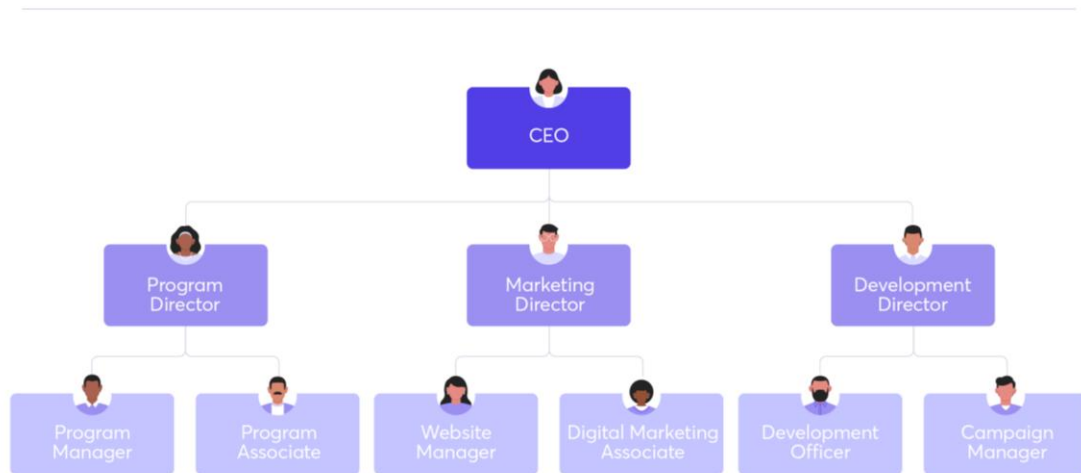 CEO
Program
Director
Marketing
Director
Development
Director
Program
Manager
Program
Associate
Website
Manager
Digital Marketing
Associate
Development
Officer
Campaign
Manager